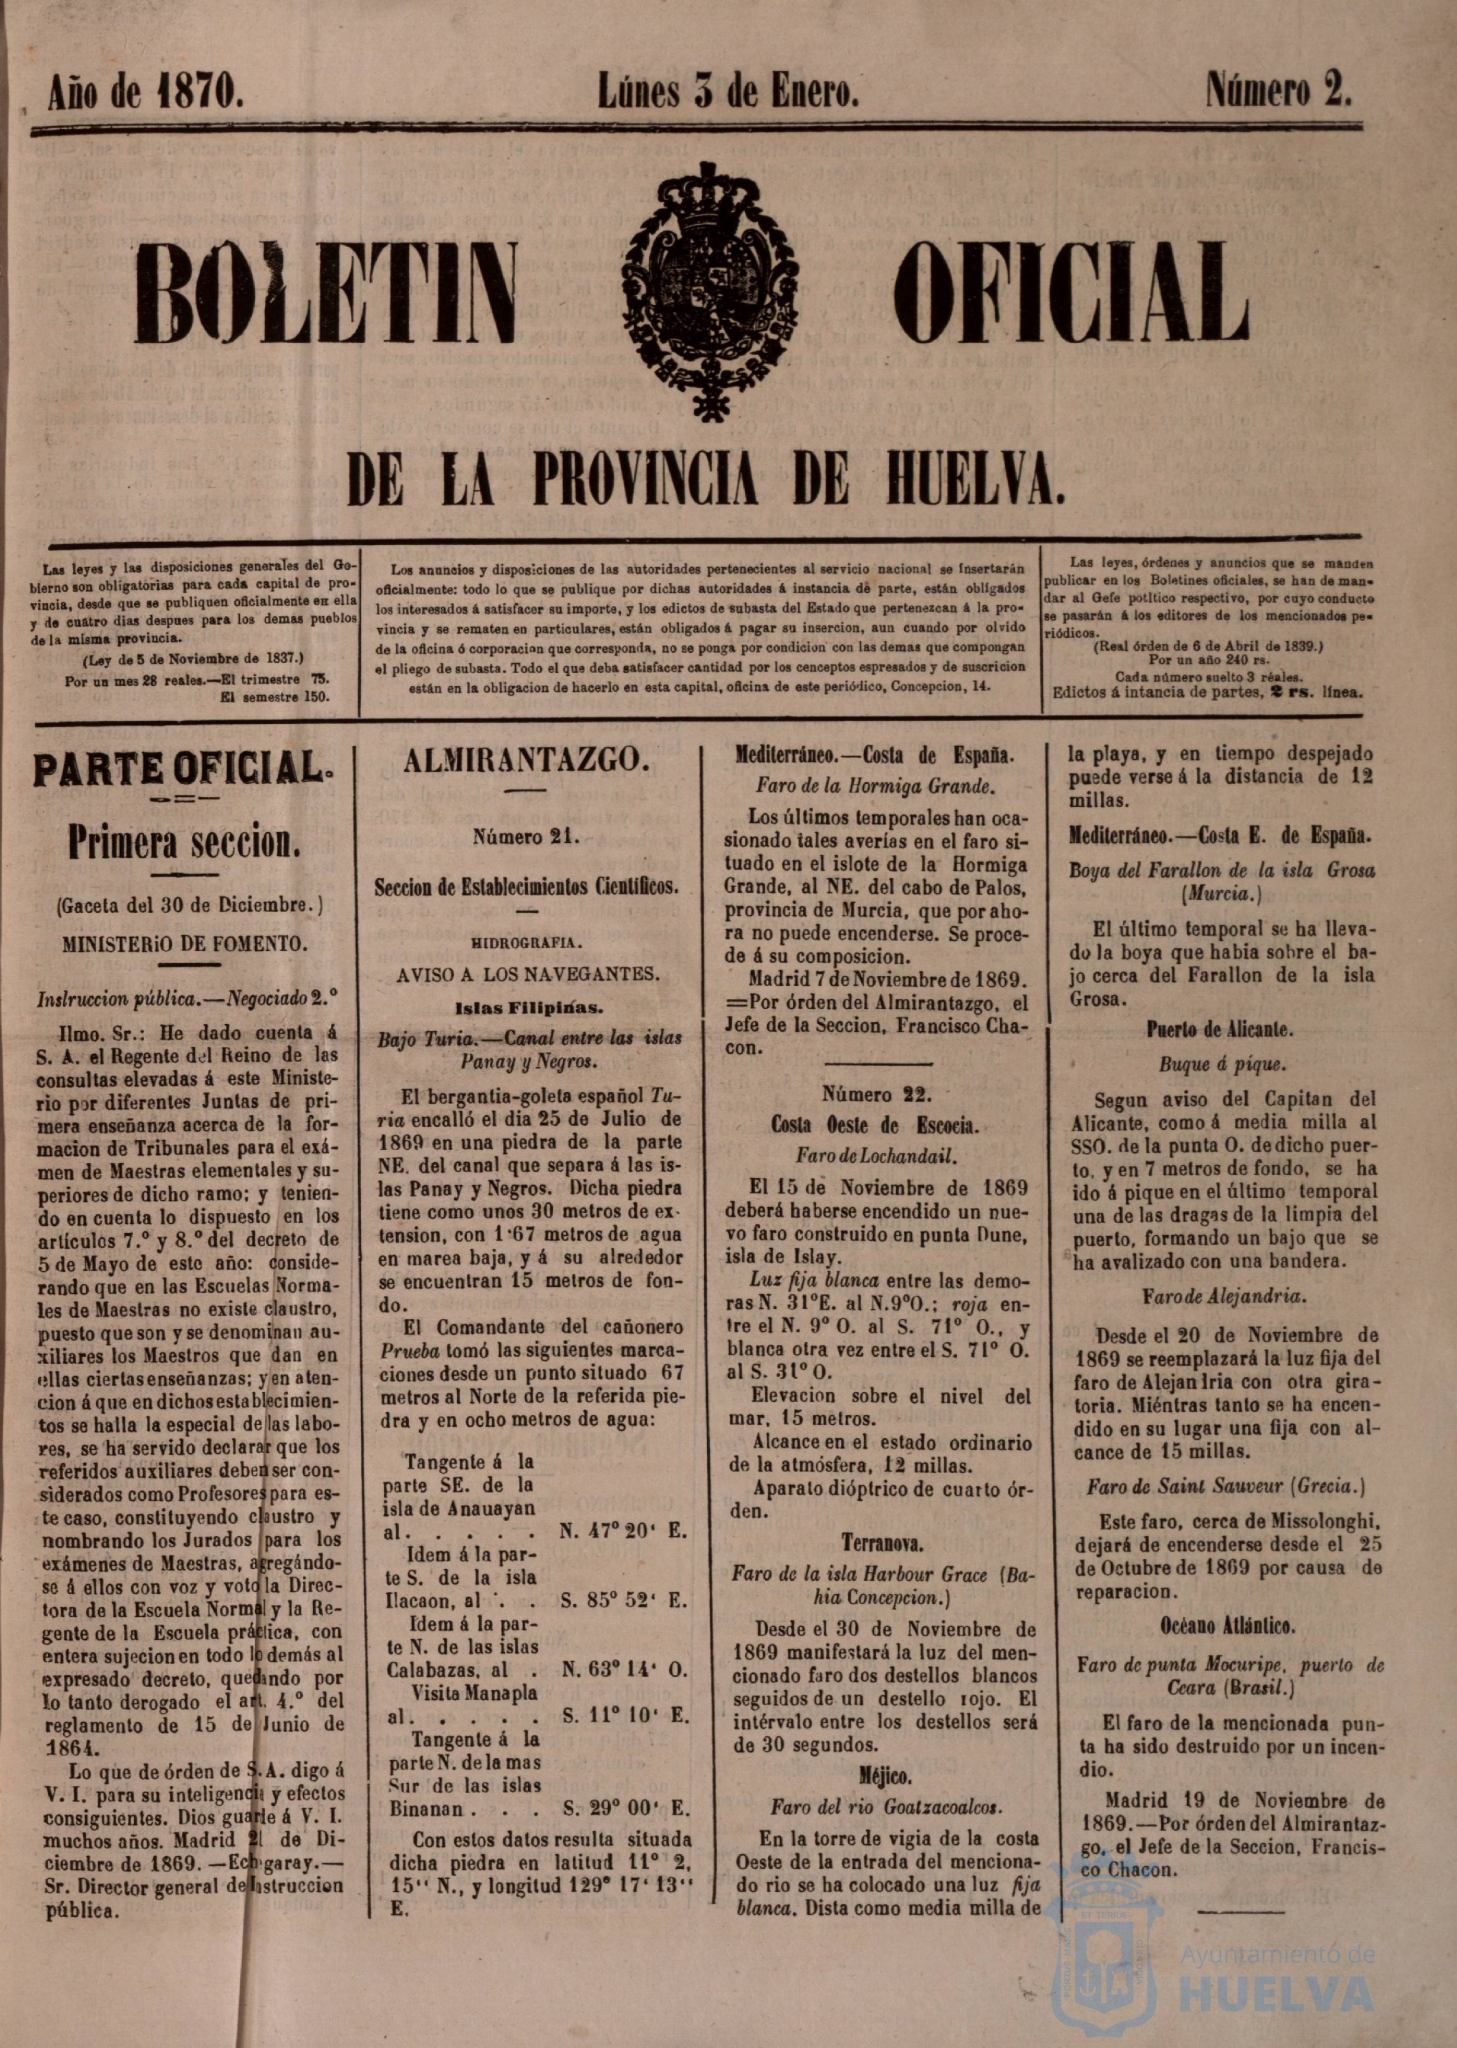 Año de 1870.
Lúnes 3 de Enero.
Número 2.
BOLETIN OFICIAL
DE LA PROVINCIA DE HUELVA.
Las leyes y las disposiciones generales del Go-
bierno son obligatorias para cada capital de pro-
vincia, desde que se publiquen oficialmente en ella
y de cuatro dias despues para los demas pueblos
de la misma provincia.
(Ley de 5 de Noviembre de 1837.)
Por un mes 28 reales.—El trimestre 75.
El semestre 150.
Los anuncios y disposiciones de las autoridades pertenecientes al servicio nacional se insertarán
oficialmente: todo lo que se publique por dichas autoridades á instancia de parte, están obligados
los interesados á satisfacer su importe, y los edictos de subasta del Estado que pertenezcan á la pro-
vincia y se rematen en particulares, están obligados á pagar su insercion, aun cuando por olvido
de la oficina ó corporacion que corresponda, no se ponga por condicion con las demas que compongan
el pliego de subasta. Todo el que deba satisfacer cantidad por los conceptos espresados y de suscricion
están en la obligacion de hacerlo en esta capital, oficina de este periódico, Concepcion, 14.
Las leyes, órdenes y anuncios que se manden
publicar en los Boletines oficiales, se han de man-
dar al Gefe potltico respectivo, por cuyo conducto
se pasarán á los editores de los mencionados pe-
riódicos.
(Real órden de 6 de Abril de 1839.)
Por un año 240 rs.
Cada número suelto 3 réales.
Edictos á intancia de partes, 2 rs. línea.
PARTE OFICIAL.
Primera seccion.
(Gaceta del 30 de Diciembre.)
MINISTERiO DE FOMENTO.
Inslruccion pública.—Negociado 2.º
Ilmo. Sr.: He dado cuenta á
S. A. el Regente del Reino de las
consultas elevadas á este Ministe-
rio por diferentes Juntas de pri-
mera enseñanza acerca de la for-
macion de Tribunales para el exá-
men de Maestras elementales y su-
periores de dicho ramo; y tenien-
do en cuenta lo dispuesto en los
artículos 7.º y 8.º del decreto de
5 de Mayo de este año: conside-
rando que en las Escuelas Norma-
les de Maestras no existe claustro,
puesto que son y se denominan au-
xiliares los Maestros que dan en
ellas ciertas enseñanzas; y en aten-
cion á que en dichos establecimien-
tos se halla la especial de las labo-
res, se ha servido declarar que los
referidos auxiliares deben ser con-
siderados como Profesores para es-
te caso, constituyendo claustro y
nombrando los Jurados para los
exámenes de Maestras, agregándo-
se á ellos con voz y voto la Direc-
tora de la Escuela Normal y la Re-
gente de la Escuela práctica, con
entera sujecion en todo lo demás al
expresado decreto, quedando por
lo tanto derogado el art. 4.º del
reglamento de 15 de Junio de
1864.
Lo que de órden de S. A. digo á
V. I. para su inteligencia y efectos
consiguientes. Dios guarde á V. I.
muchos años. Madrid 21 de Di-
ciembre de 1869. —Echegaray.—
Sr. Director general de Instruccion
pública.
ALMIRANTAZGO.
Número 21.
Seccion de Establecimientos Científicos.
HIDROGRAFIA.
AVISO A LOS NAVEGANTES.
Islas Filipinas.
Bajo Turia.—Canal entre las islas
Panay y Negros.
El bergantia-goleta español Tu-
ria encalló el dia 25 de Julio de
1869 en una piedra de la parte
NE. del canal que separa á las is-
las Panay y Negros. Dicha piedra
tiene como unos 30 metros de ex-
tension, con 1'67 metros de agua
en marea baja, y á su alrededor
se encuentran 15 metros de fon-
do.
El Comandante del cañonero
Prueba tomó las siguientes marca-
ciones desde un punto situado 67
metros al Norte de la referida pie-
dra y en ocho metros de agua:
Tangente á la
parte SE. de la
isla de Anauayan
al. . . . . . N. 47º 20' E.
Idem á la par-
te S. de la isla
Ilacaon, al . . S. 85º 52' E.
Idem á la par-
te N. de las islas
Calabazas, al . N. 63º 14' O.
Visita Manapla
al. . . . . . S. 11º 10' E.
Tangente á la
parte N. de la mas
Sur de las islas
Binanan . . . S. 29º 00' E.
Con estos datos resulta situada
dicha piedra en latitud 11º 2,
15'' N., y longitud 129º 17' 13''
E.
Mediterráneo.—Costa de España.
Faro de la Hormiga Grande.
Los últimos temporales han oca-
sionado tales averías en el faro si-
tuado en el islote de la Hormiga
Grande, al NE. del cabo de Palos,
provincia de Murcia, que por aho-
ra no puede encenderse. Se proce-
de á su composicion.
Madrid 7 de Noviembre de 1869.
=Por órden del Almirantazgo, el
Jefe de la Seccion, Francisco Cha-
con.
Número 22.
Costa Oeste de Escocia.
Faro de Lochandail.
El 15 de Noviembre de 1869
deberá haberse encendido un nue-
vo faro construido en punta Dune,
isla de Islay.
Luz fija blanca entre las demo-
ras N. 31ºE. al N.9ºO.; roja en-
tre el N. 9º O. al S. 71º O., y
blanca otra vez entre el S. 71º O.
al S. 31º O.
Elevacion sobre el nivel del
mar, 15 metros.
Alcance en el estado ordinario
de la atmósfera, 12 millas.
Aparato dióptrico de cuarto ór-
den.
Terranova.
Faro de la isla Harbour Grace (Ba-
hia Concepcion.)
Desde el 30 de Noviembre de
1869 manifestará la luz del men-
cionado faro dos destellos blancos
seguidos de un destello rojo. El
intérvalo entre los destellos será
de 30 segundos.
Méjico.
Faro del rio Goatzacoalcos.
En la torre de vigia de la costa
Oeste de la entrada del menciona-
do rio se ha colocado una luz fija
blanca. Dista como media milla de
la playa, y en tiempo despejado
puede verse á la distancia de 12
millas.
Mediterráneo.—Costa E. de España.
Boya del Farallon de la isla Grosa
(Murcia.)
El último temporal se ha lleva-
do la boya que habia sobre el ba-
jo cerca del Farallon de la isla
Grosa.
Puerto de Alicante.
Buque á pique.
Segun aviso del Capitan del
Alicante, como á media milla al
SSO. de la punta O. de dicho puer-
to, y en 7 metros de fondo, se ha
ido á pique en el último temporal
una de las dragas de la limpia del
puerto, formando un bajo que se
ha avalizado con una bandera.
Faro de Alejandria.
Desde el 20 de Noviembre de
1869 se reemplazará la luz fija del
faro de Alejandria con otra gira-
toria. Miéntras tanto se ha encen-
dido en su lugar una fija con al-
cance de 15 millas.
Faro de Saint Sauveur (Grecia.)
Este faro, cerca de Missolonghi,
dejará de encenderse desde el 25
de Octubre de 1869 por causa de
reparacion.
Océano Atlántico.
Faro de punta Mocuripe, puerto de
Ceara (Brasil.)
El faro de la mencionada pun-
ta ha sido destruido por un incen-
dio.
Madrid 19 de Noviembre de
1869.—Por órden del Almirantaz-
go, el Jefe de la Seccion, Francis-
co Chacon.
Ayuntamiento de
HUELVA